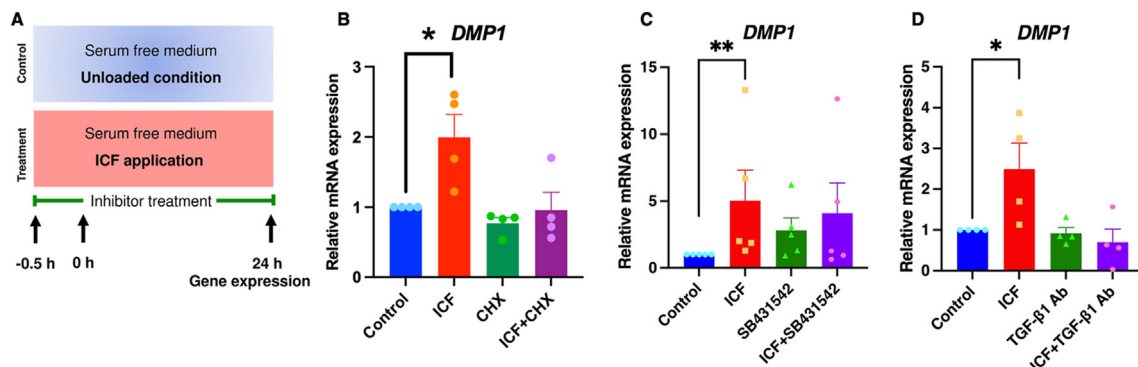 A
Control
Serum free medium
Unloaded condition
Treatment
Serum free medium
ICF application
Inhibitor treatment
-0.5 h
0 h
24 h
Gene expression
B
* DMP1
Relative mRNA expression
3
2
1
0
Control
ICF
CHX
ICF+CHX
C
DMP1
**
Relative mRNA expression
15
10
5
0
Control
ICF
SB431542
ICF+SB431542
D
DMP1
*
Relative mRNA expression
5
4
3
2
1
0
Control
ICF
TGF-β1 Ab
ICF+TGF-β1 Ab